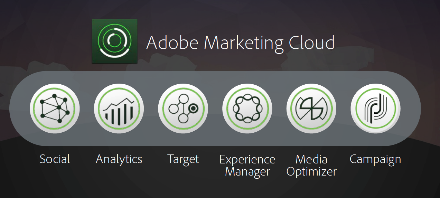 Adobe Marketing Cloud
Social
Analytics
Target
Experience
Manager
Media
Optimizer
Campaign